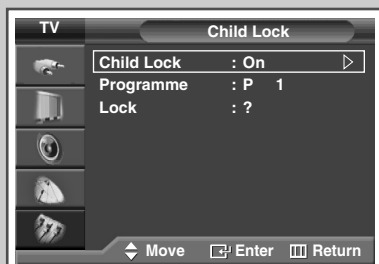 TV
Child Lock
Child Lock : On
Programme : P 1
Lock : ?
Move Enter Return